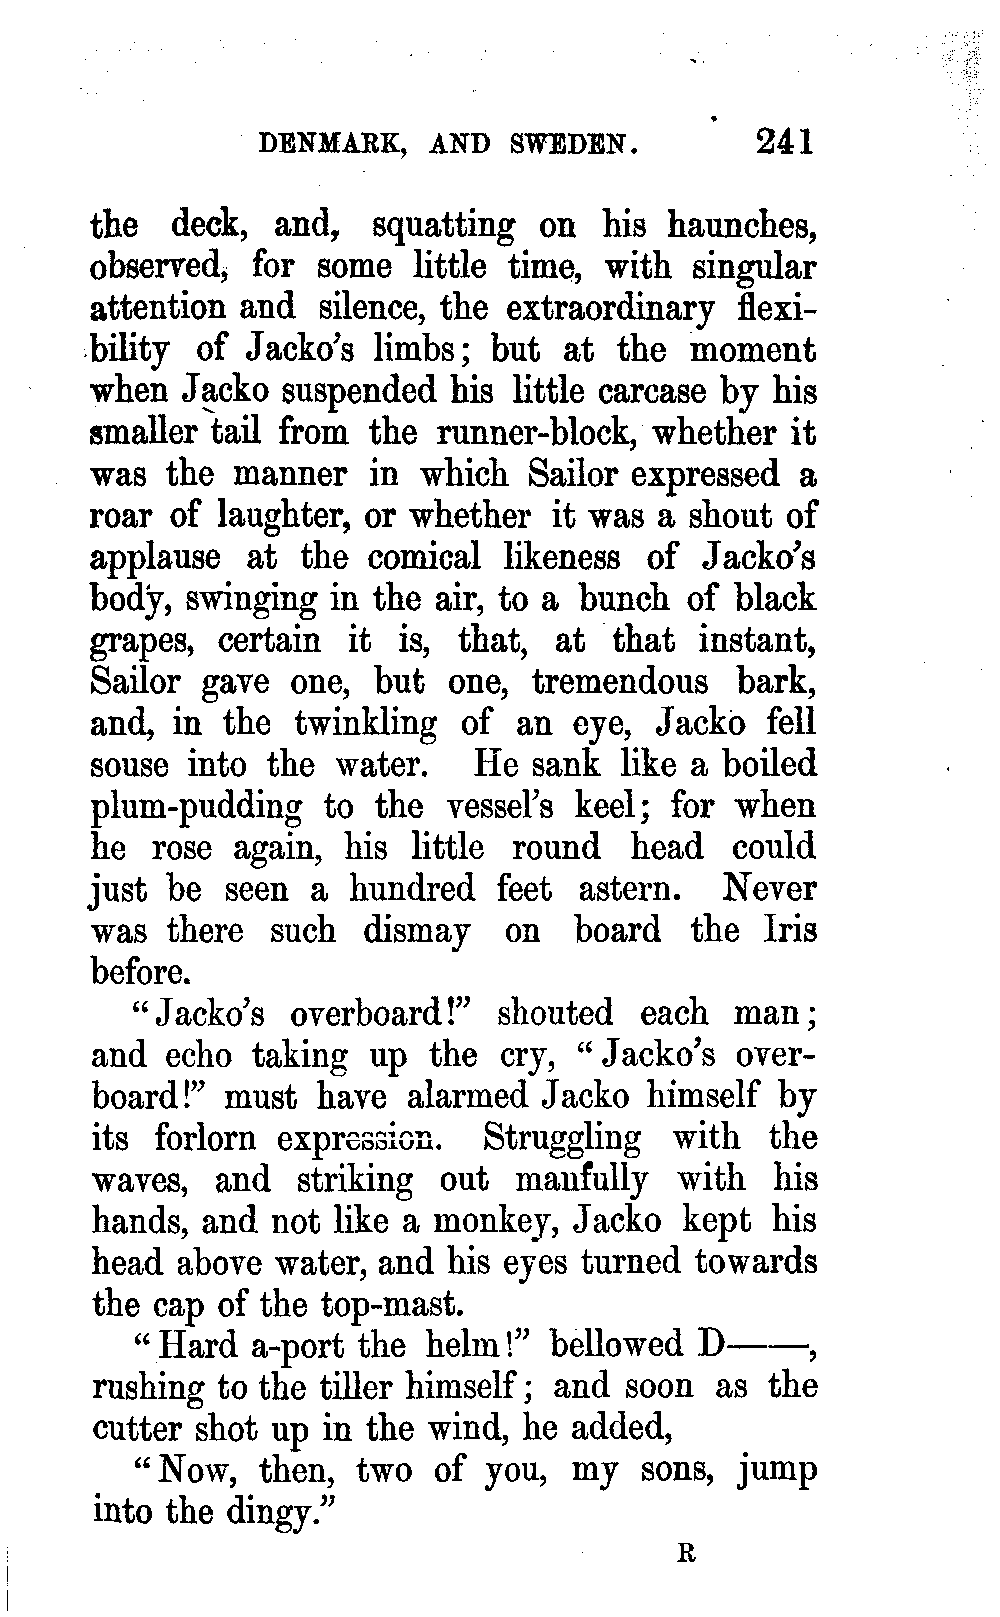 DENMARK, AND SWEDEN. 241
the deck, and, squatting on his haunches,
observed, for some little time, with singular
attention and silence, the extraordinary flexi-
bility of Jacko's limbs; but at the moment
when Jacko suspended his little carcase by his
smaller tail from the runner-block, whether it
was the manner in which Sailor expressed a
roar of laughter, or whether it was a shout of
applause at the comical likeness of Jacko's
body, swinging in the air, to a bunch of black
grapes, certain it is, that, at that instant,
Sailor gave one, but one, tremendous bark,
and, in the twinkling of an eye, Jacko fell
souse into the water. He sank like a boiled
plum-pudding to the vessel's keel; for when
he rose again, his little round head could
just be seen a hundred feet astern. Never
was there such dismay on board the Iris
before.
"Jacko's overboard!" shouted each man;
and echo taking up the cry, "Jacko's over-
board!" must have alarmed Jacko himself by
its forlorn expression. Struggling with the
waves, and striking out manfully with his
hands, and not like a monkey, Jacko kept his
head above water, and his eyes turned towards
the cap of the top-mast.
"Hard a-port the helm!" bellowed D——,
rushing to the tiller himself; and soon as the
cutter shot up in the wind, he added,
"Now, then, two of you, my sons, jump
into the dingy."
R